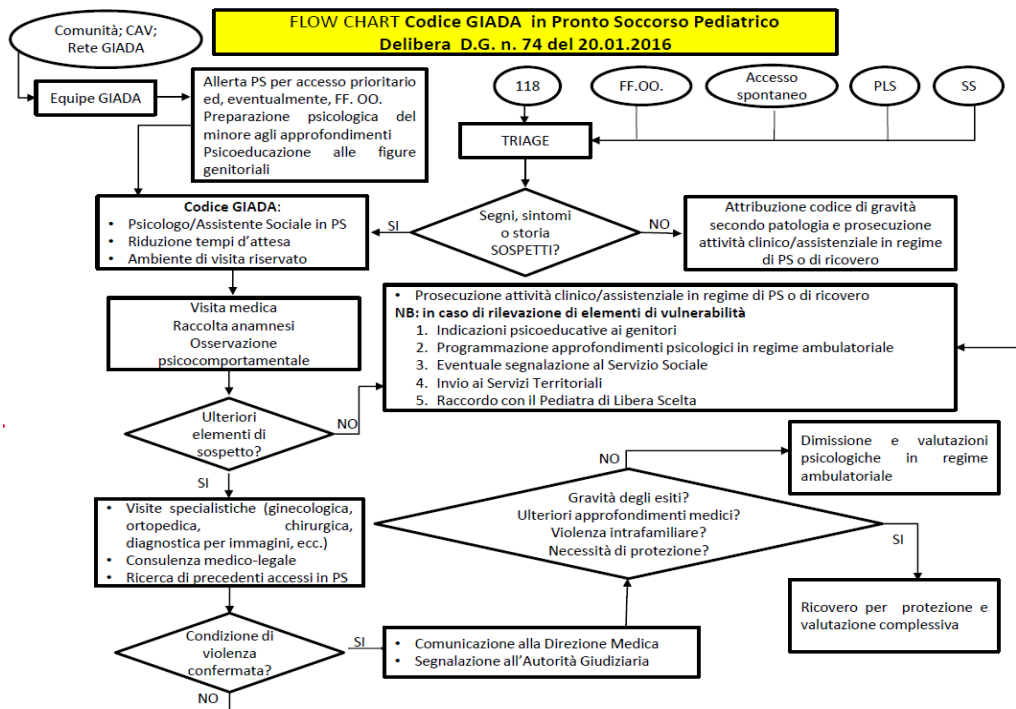 FLOW CHART Codice GIADA in Pronto Soccorso Pediatrico
Delibera D.G. n. 74 del 20.01.2016
Comunità; CAV;
Rete GIADA
Equipe GIADA
Allerta PS per accesso prioritario
ed, eventualmente, FF. OO.
Preparazione psicologica del
minore agli approfondimenti
Psicoeducazione alle figure
genitoriali
118
FF.OO.
Accesso
spontaneo
PLS
SS
TRIAGE
Segni, sintomi
o storia
SOSPETTI?
SI
NO
Attribuzione codice di gravità
secondo patologia e prosecuzione
attività clinico/assistenziale in regime
di PS o di ricovero
Codice GIADA:
• Psicologo/Assistente Sociale in PS
• Riduzione tempi d'attesa
• Ambiente di visita riservato
Visita medica
Raccolta anamnesi
Osservazione
psicocomportamentale
• Prosecuzione attività clinico/assistenziale in regime di PS o di ricovero
NB: in caso di rilevazione di elementi di vulnerabilità
1. Indicazioni psicoeducative ai genitori
2. Programmazione approfondimenti psicologici in regime ambulatoriale
3. Eventuale segnalazione al Servizio Sociale
4. Invio ai Servizi Territoriali
5. Raccordo con il Pediatra di Libera Scelta
Ulteriori
elementi di
sospetto?
NO
SI
• Visite specialistiche (ginecologica,
ortopedica, chirurgica,
diagnostica per immagini, ecc.)
• Consulenza medico-legale
• Ricerca di precedenti accessi in PS
Condizione di
violenza
confermata?
SI
NO
• Comunicazione alla Direzione Medica
• Segnalazione all'Autorità Giudiziaria
Gravità degli esiti?
Ulteriori approfondimenti medici?
Violenza intrafamiliare?
Necessità di protezione?
NO
Dimissione e valutazioni
psicologiche in regime
ambulatoriale
SI
Ricovero per protezione e
valutazione complessiva